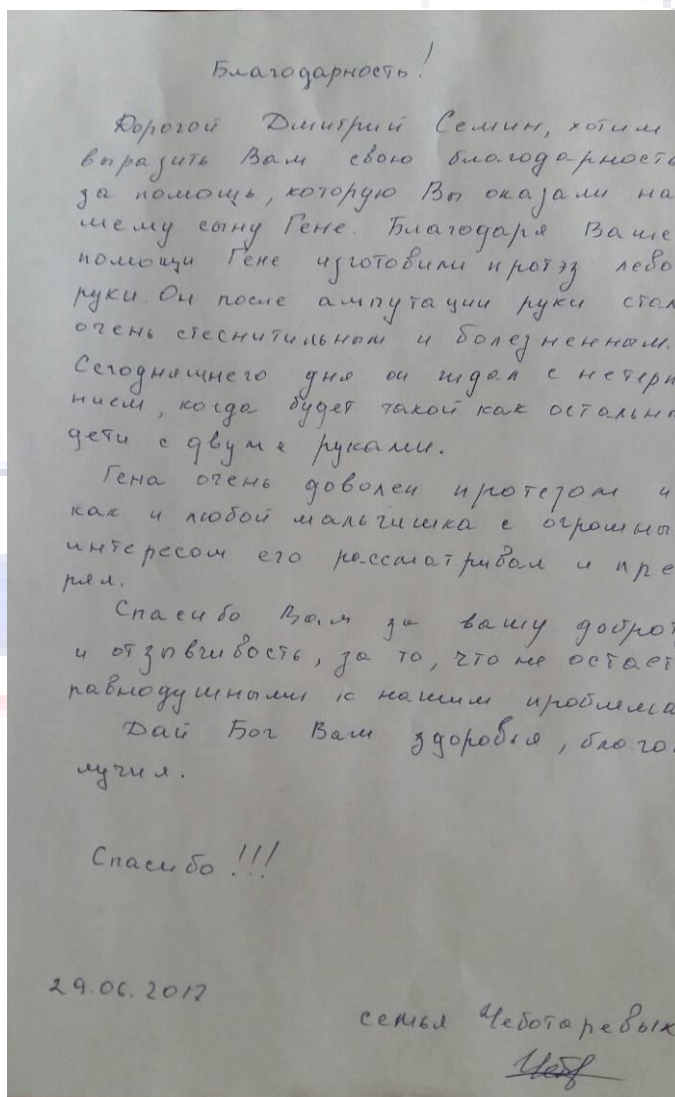 Благодарность!
Дорогой Дмитрий Семин, хотим
выразить Вам свою благодарность
за помощь, которую Вы оказали на
шему сыну Гене. Благодаря Ваше
помощи Гене изготовили протэз лево
руки. Он после ампутации руки стал
очень стеснитильным и болезненным.
Сегодняшнего дня он ждал с нетерп
нием, когда будет такой как остальны
дети с двумя руками.
Гена очень доволен протезом и
как и любой мальчишка с огромны
интересом его рассматривал и пре
рял.
Спасибо Вам за вашу доброт
и отзывчивость, за то, что не остает
равнодушными к нашим проблема
Дай Бог Вам здоровья, благо
лучия.
Спасибо!!!
29.06.2017
семья Чеботаревых